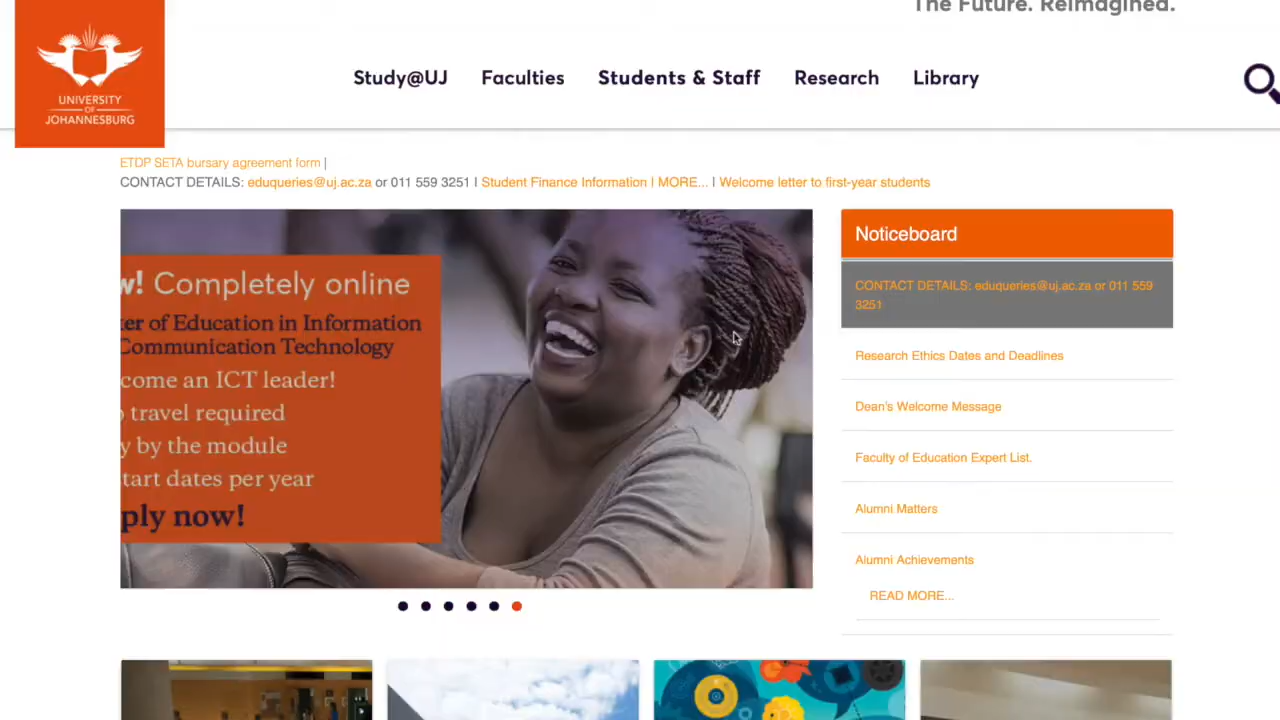 The Future. Reimagined.
UNIVERSITY
OF
JOHANNESBURG
Study@UJ Faculties Students & Staff Research Library
ETDP SETA bursary agreement form |
CONTACT DETAILS: eduqueries@uj.ac.za or 011 559 3251 I Student Finance Information I MORE... I Welcome letter to first-year students
w! Completely online
ter of Education in Information
Communication Technology
come an ICT leader!
travel required
y by the module
tart dates per year
ply now!
Noticeboard
CONTACT DETAILS: eduqueries@uj.ac.za or 011 559
3251
Research Ethics Dates and Deadlines
Dean's Welcome Message
Faculty of Education Expert List.
Alumni Matters
Alumni Achievements
READ MORE...